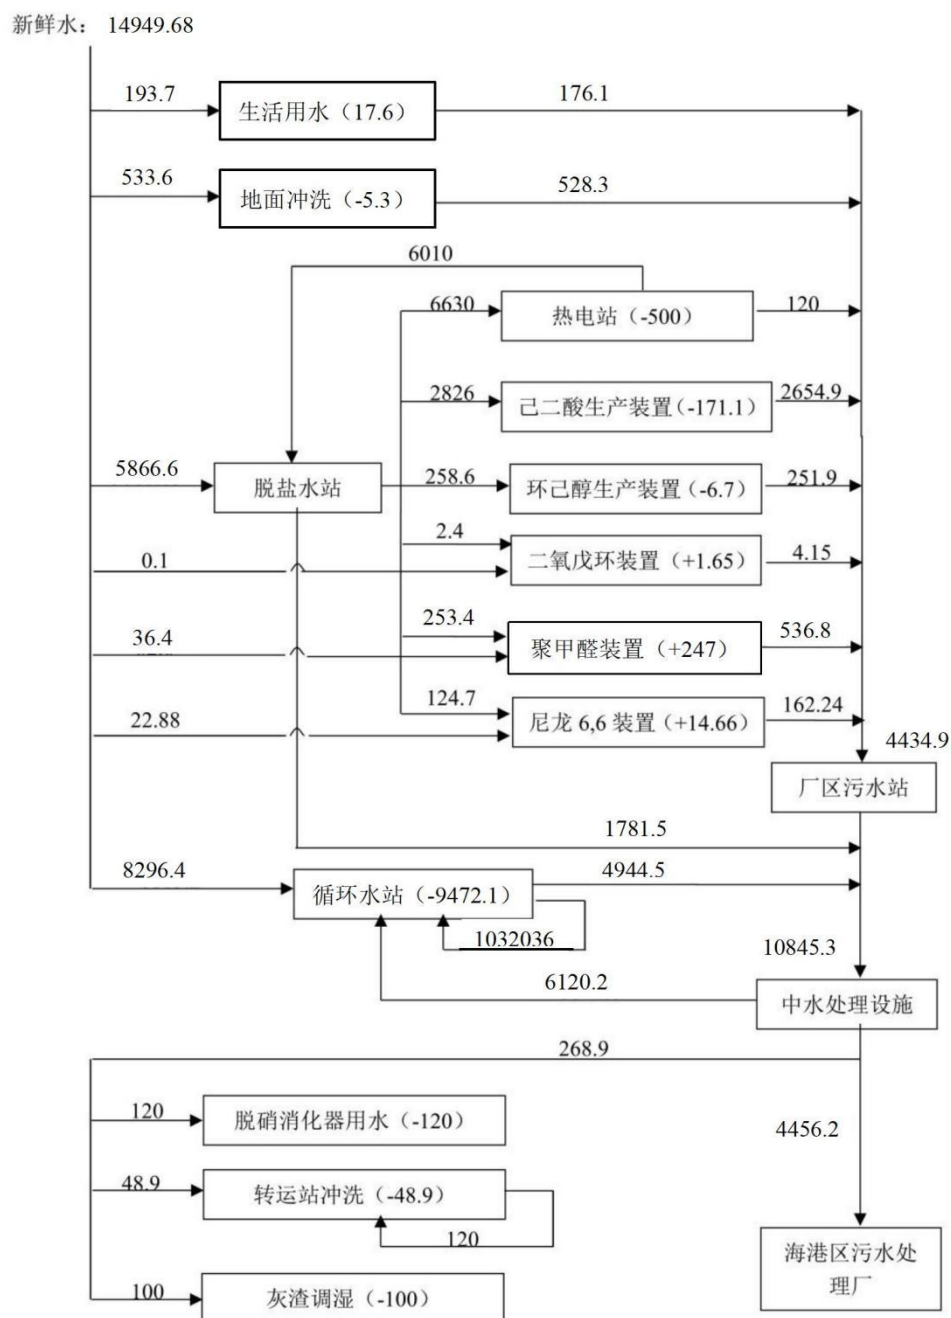 新鲜水： 14949.68
193.7
生活用水（17.6）
176.1
533.6
地面冲洗（-5.3）
528.3
6010
6630
热电站（-500）
120
2826
己二酸生产装置(-171.1)
2654.9
5866.6
脱盐水站
258.6
环己醇生产装置(-6.7)
251.9
0.1
2.4
二氧戊环装置（+1.65）
4.15
36.4
253.4
聚甲醛装置（+247）
536.8
22.88
124.7
尼龙 6,6 装置（+14.66）
162.24
4434.9
厂区污水站
1781.5
8296.4
循环水站（-9472.1）
4944.5
1032036
10845.3
6120.2
中水处理设施
268.9
120
脱硝消化器用水（-120）
4456.2
48.9
转运站冲洗（-48.9）
120
海港区污水处
理厂
100
灰渣调湿（-100）